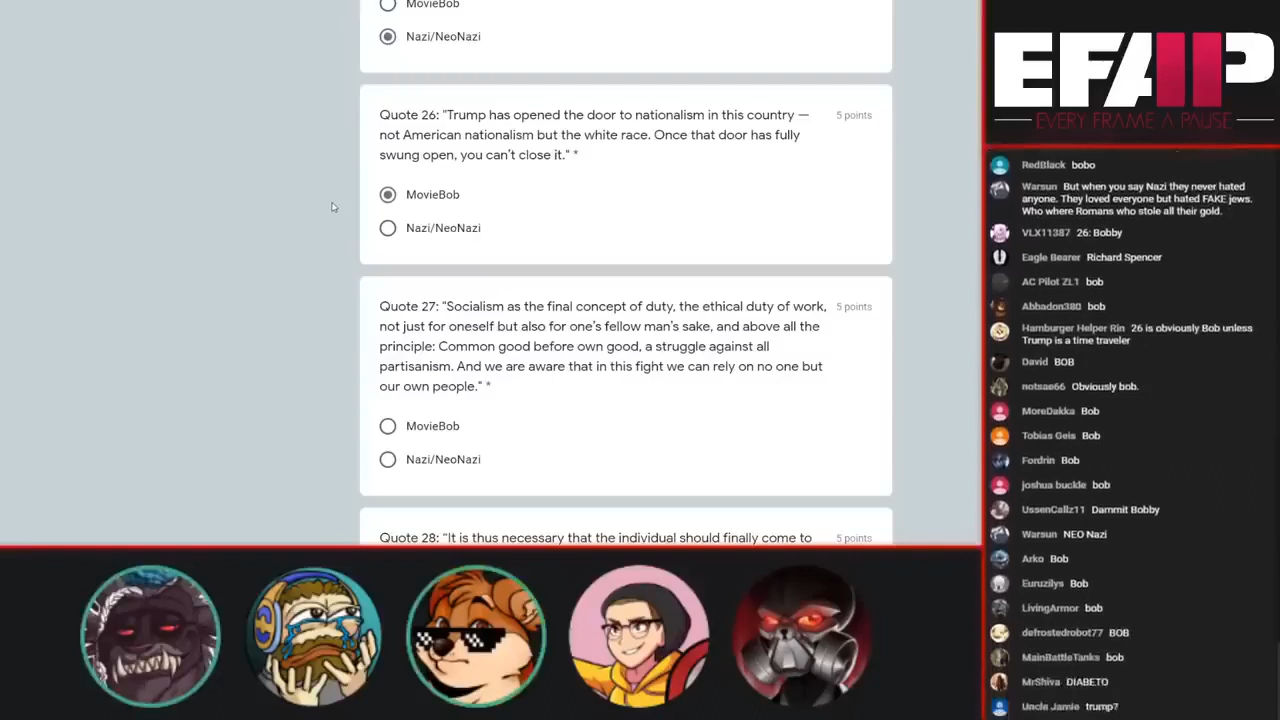 MovieBob
Nazi/NeoNazi
Quote 26: "Trump has opened the door to nationalism in this country —
not American nationalism but the white race. Once that door has fully
swung open, you can't close it." *
5 points
MovieBob
Nazi/NeoNazi
Quote 27: "Socialism as the final concept of duty, the ethical duty of work,
not just for oneself but also for one's fellow man's sake, and above all the
principle: Common good before own good, a struggle against all
partisanism. And we are aware that in this fight we can rely on no one but
our own people." *
5 points
MovieBob
Nazi/NeoNazi
Quote 28: "It is thus necessary that the individual should finally come to
5 points
EFAP
EVERY FRAME A PAUSE
RedBlack bobo
Warsun But when you say Nazi they never hated
anyone. They loved everyone but hated FAKE jews.
Who where Romans who stole all their gold.
VLX11387 26: Bobby
Eagle Bearer Richard Spencer
AC Pilot ZL1 bob
Abbadon380 bob
Hamburger Helper Rin 26 is obviously Bob unless
Trump is a time traveler
David BOB
notsae66 Obviously bob.
MoreDakka Bob
Tobias Geis Bob
Fordrin Bob
joshua buckle bob
UssenCallz11 Dammit Bobby
Warsun NEO Nazi
Arko Bob
Euruzilys Bob
LivingArmor bob
defrostedrobot77 BOB
MainBattleTanks bob
MrShiva DIABETO
Uncle Jamie trump?